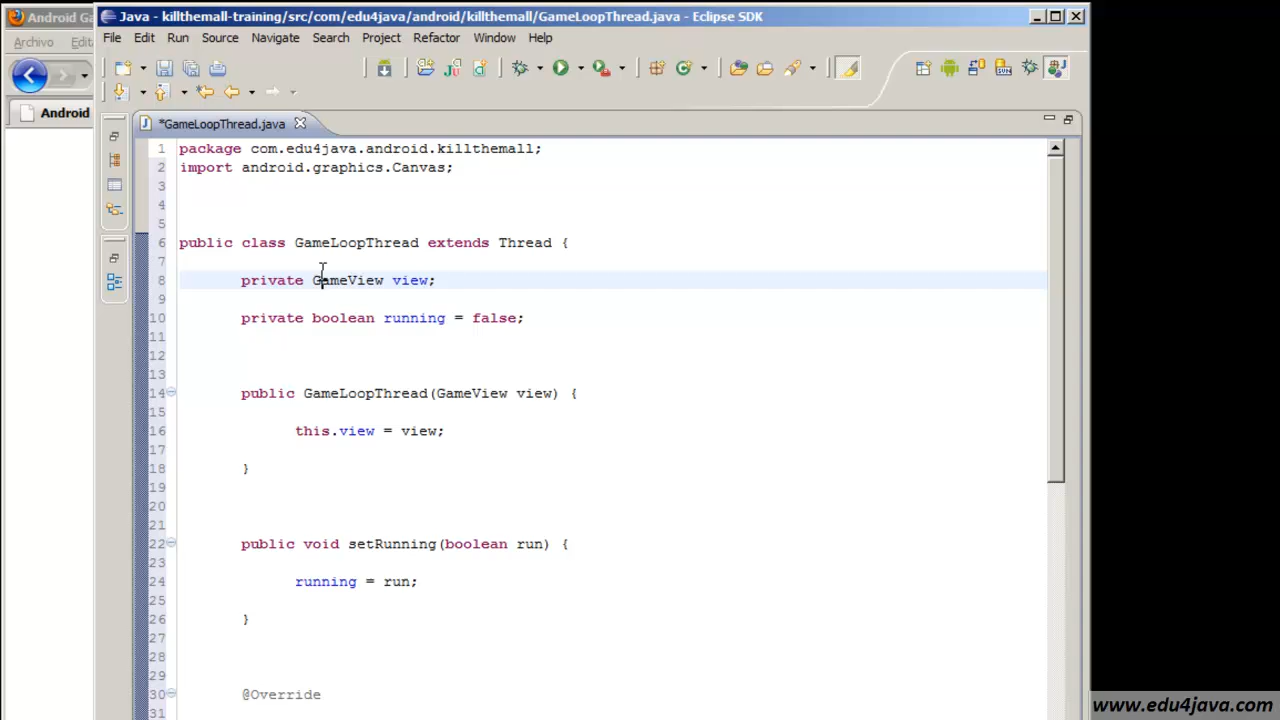 Android Ga
Java - killthemall-training/src/com/edu4java/android/killthemall/GameLoopThread.java - Eclipse SDK
Archivo Edit
File Edit Run Source Navigate Search Project Refactor Window Help
Android
*GameLoopThread.java
1 package com.edu4java.android.killthemall;
2 import android.graphics.Canvas;
3
4
5
6 public class GameLoopThread extends Thread {
7
8 private GameView view;
9
10 private boolean running = false;
11
12
13
14 public GameLoopThread(GameView view) {
15
16 this.view = view;
17
18 }
19
20
21
22 public void setRunning(boolean run) {
23
24 running = run;
25
26 }
27
28
29
30 @Override
31
www.edu4java.com